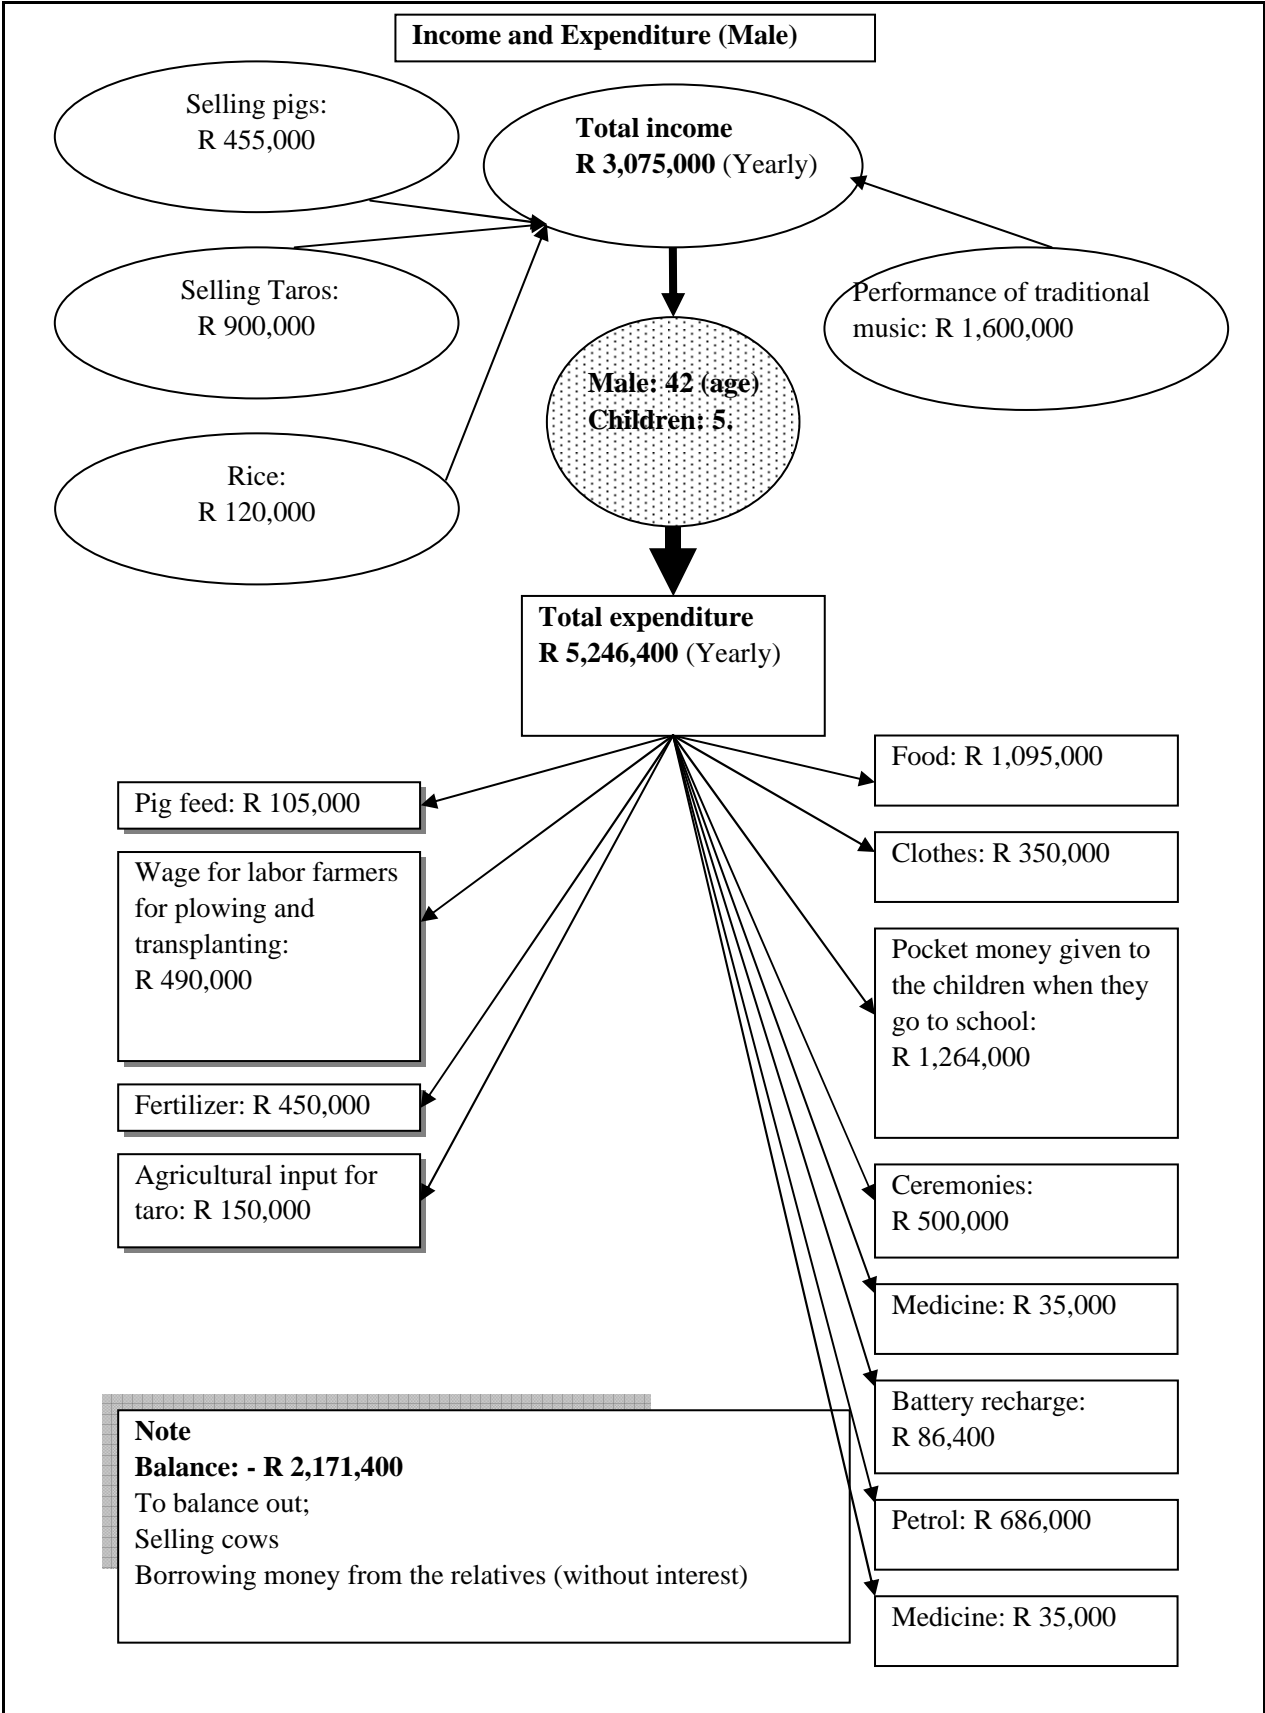 Income and Expenditure (Male)
Selling pigs:
R 455,000
Total income
R 3,075,000 (Yearly)
Selling Taros:
R 900,000
Performance of traditional
music: R 1,600,000
Male: 42 (age)
Children: 5.
Rice:
R 120,000
Total expenditure
R 5,246,400 (Yearly)
Pig feed: R 105,000
Wage for labor farmers
for plowing and
transplanting:
R 490,000
Fertilizer: R 450,000
Agricultural input for
taro: R 150,000
Food: R 1,095,000
Clothes: R 350,000
Pocket money given to
the children when they
go to school:
R 1,264,000
Ceremonies:
R 500,000
Medicine: R 35,000
Battery recharge:
R 86,400
Petrol: R 686,000
Medicine: R 35,000
Note
Balance: - R 2,171,400
To balance out;
Selling cows
Borrowing money from the relatives (without interest)